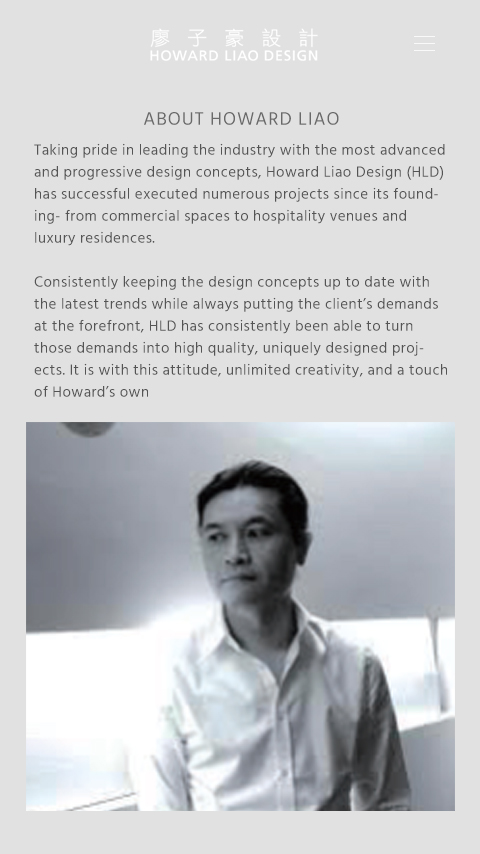 廖子豪設計
HOWARD LIAO DESIGN
ABOUT HOWARD LIAO
Taking pride in leading the industry with the most advanced
and progressive design concepts, Howard Liao Design (HLD)
has successful executed numerous projects since its found-
ing- from commercial spaces to hospitality venues and
luxury residences.
Consistently keeping the design concepts up to date with
the latest trends while always putting the client’s demands
at the forefront, HLD has consistently been able to turn
those demands into high quality, uniquely designed proj-
ects. It is with this attitude, unlimited creativity, and a touch
of Howard’s own